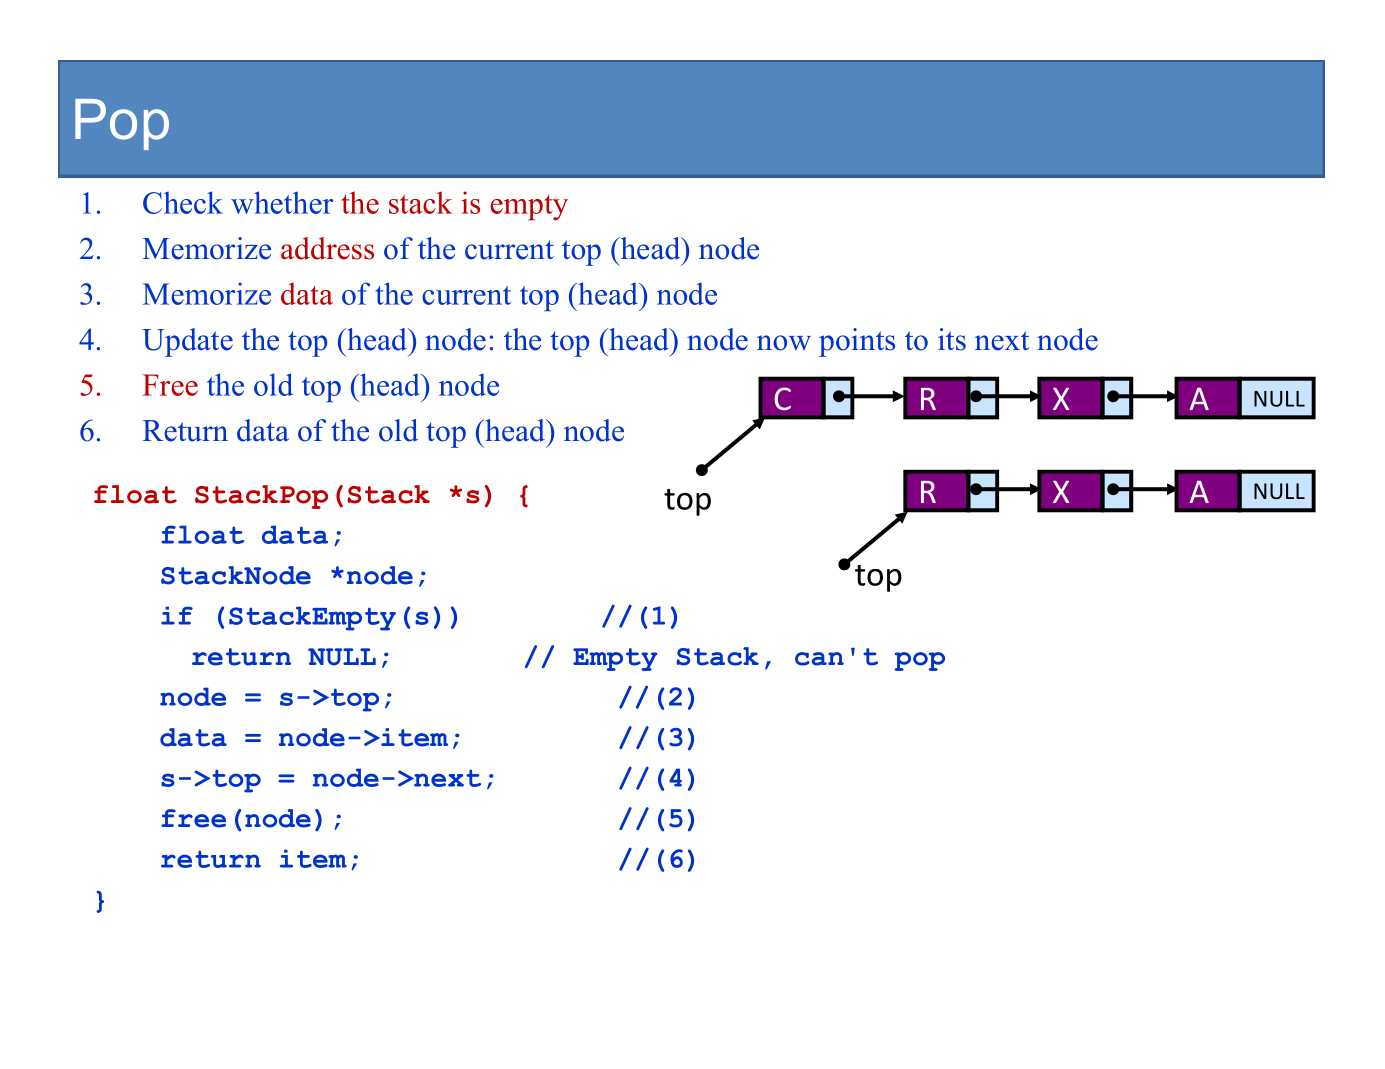 Pop
1. Check whether the stack is empty
2. Memorize address of the current top (head) node
3. Memorize data of the current top (head) node
4. Update the top (head) node: the top (head) node now points to its next node
5. Free the old top (head) node
6. Return data of the old top (head) node
C R X A NULL
top
R X A NULL
top
float StackPop(Stack *s) {
float data;
StackNode *node;
if (StackEmpty(s)) //(1)
return NULL; // Empty Stack, can't pop
node = s->top; //(2)
data = node->item; //(3)
s->top = node->next; //(4)
free(node); //(5)
return item; //(6)
}